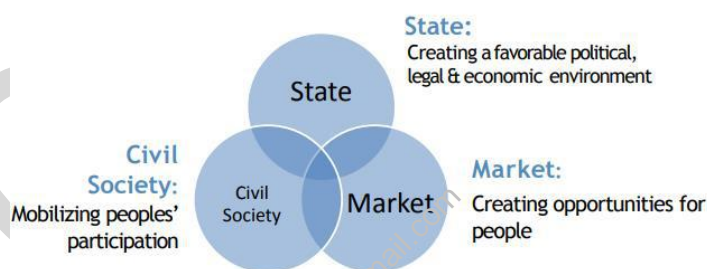 State:
Creating a favorable political,
legal & economic environment
State
Civil
Society:
Mobilizing peoples'
participation
Civil
Society
Market
Market:
Creating opportunities for
people